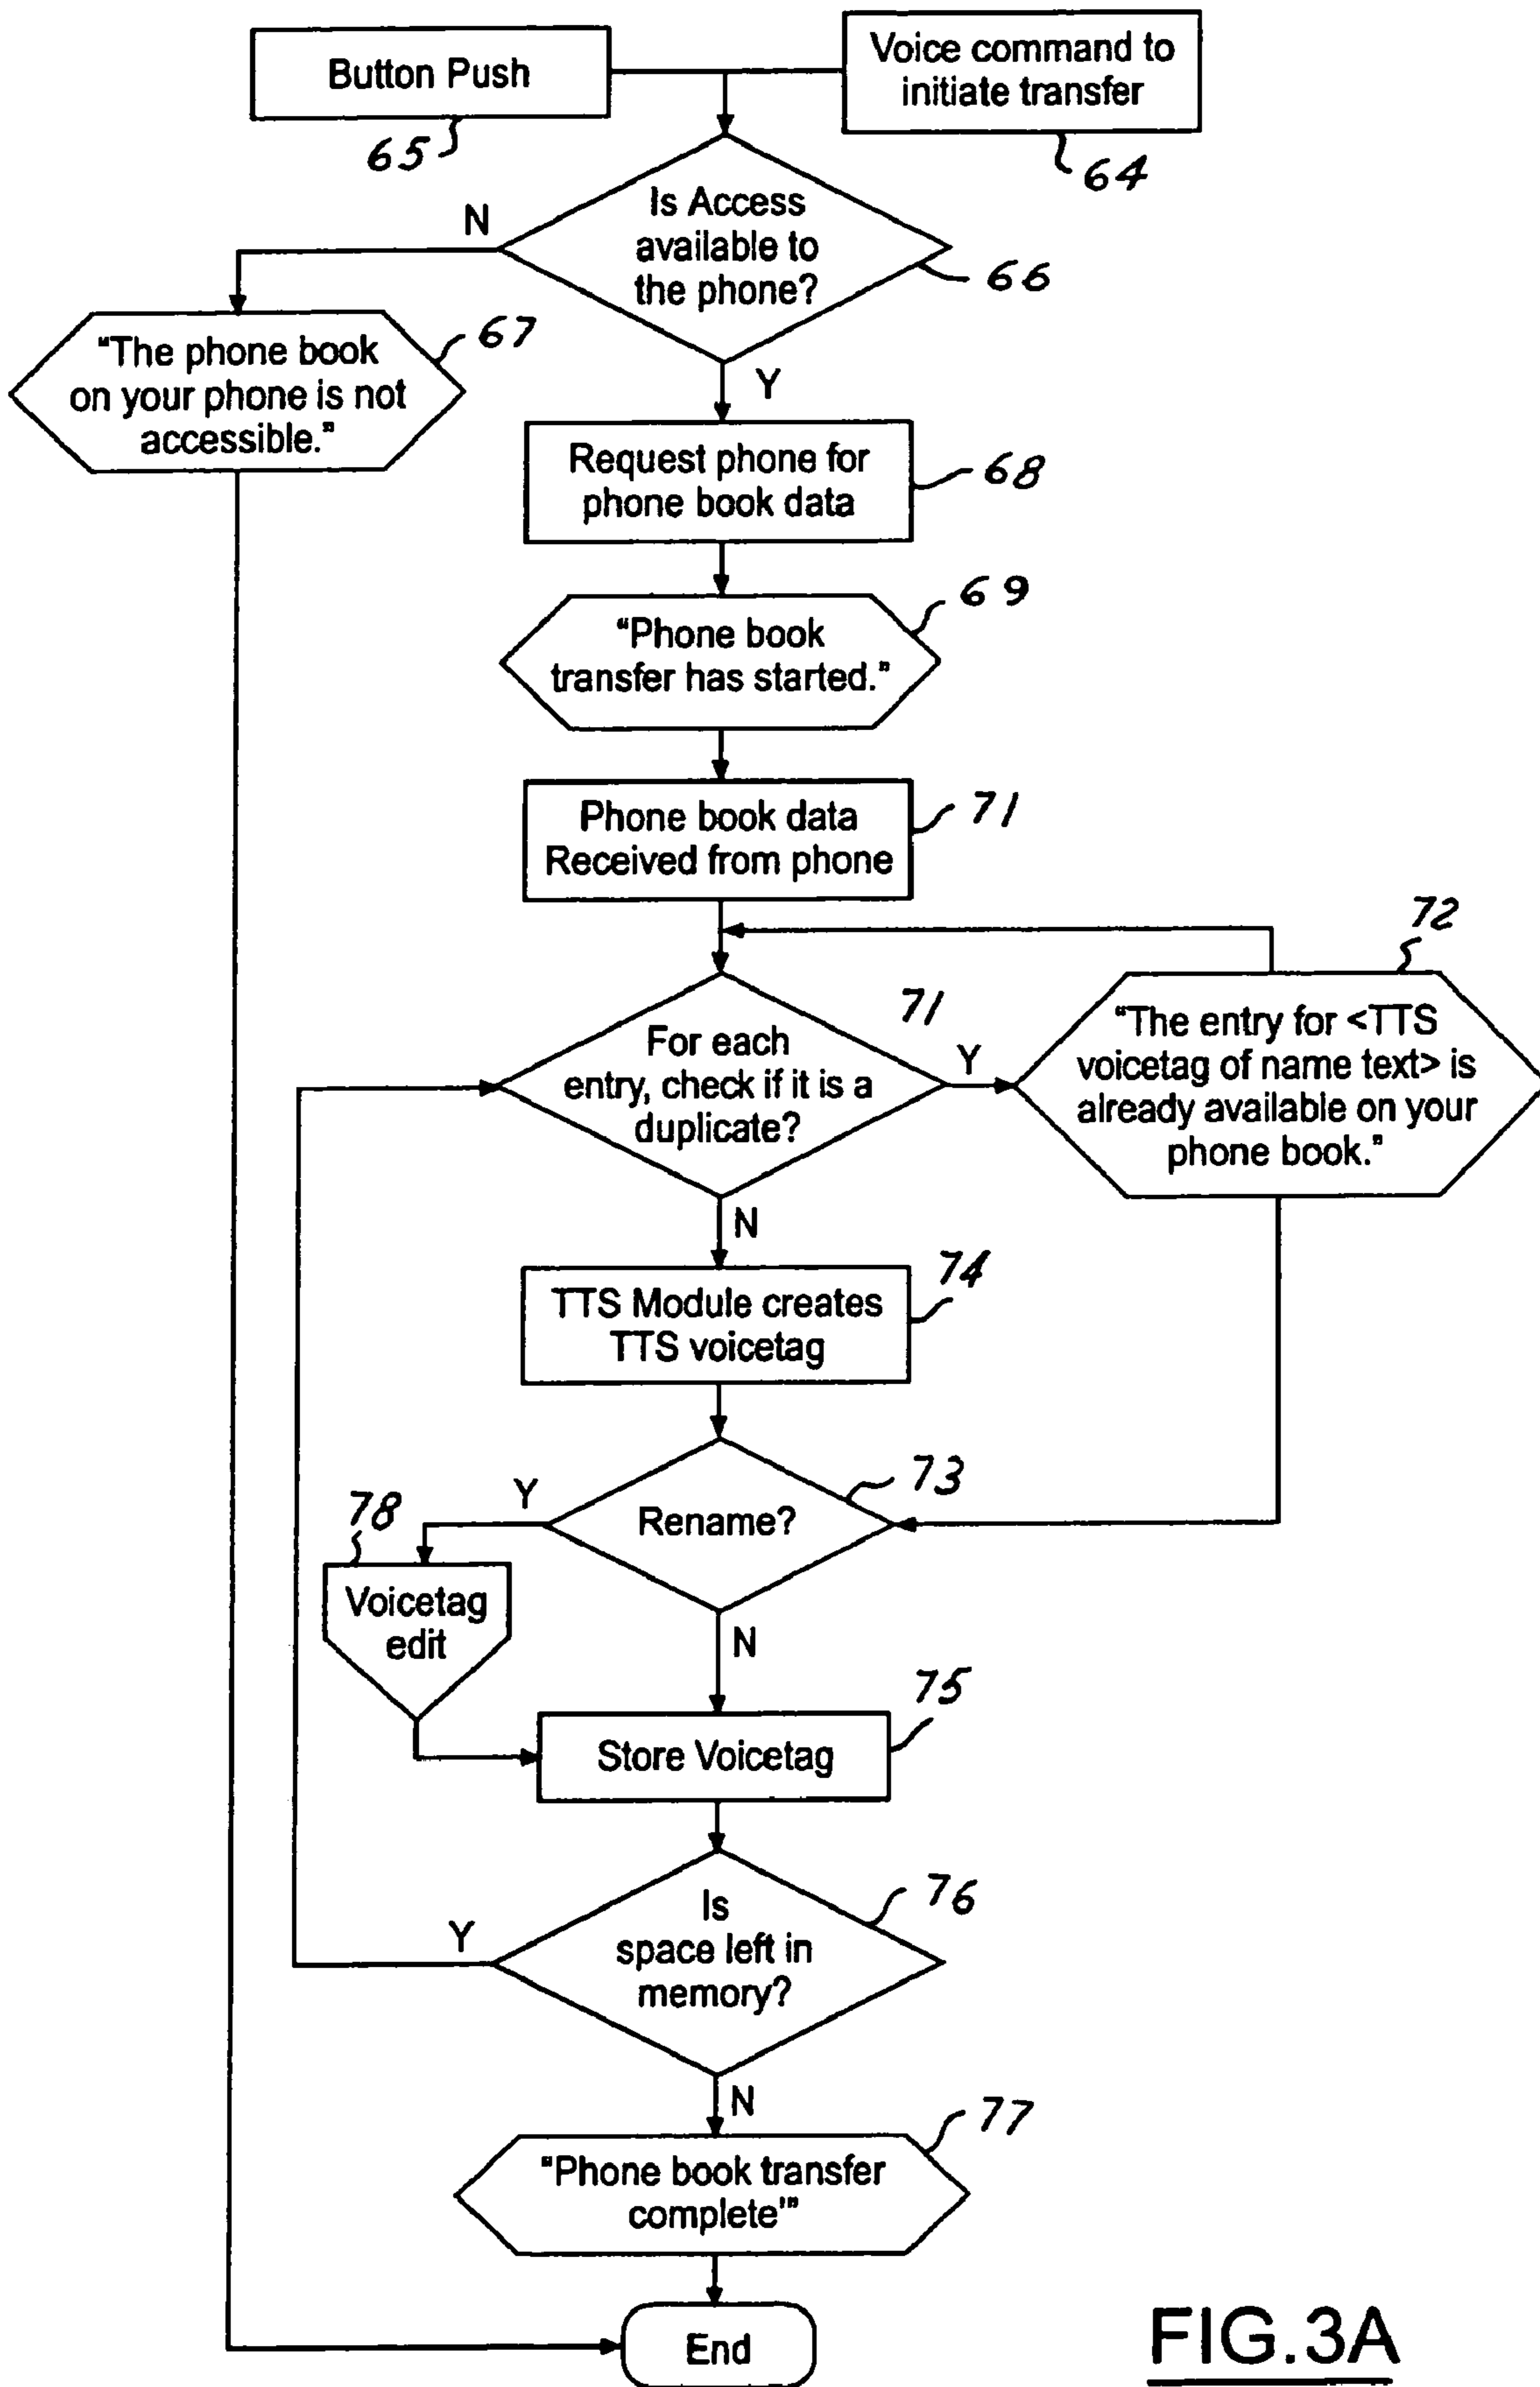 Button Push
65
Voice command to
initiate transfer
64
Is Access
available to
the phone?
66
N
Y
"The phone book
on your phone is not
accessible."
67
Request phone for
phone book data
68
"Phone book
transfer has started."
69
Phone book data
Received from phone
71
For each
entry, check if it is a
duplicate?
71
Y
N
"The entry for <TTS
voicetag of name text> is
already available on your
phone book."
72
TTS Module creates
TTS voicetag
74
Rename?
73
Y
N
78
Voicetag
edit
Store Voicetag
75
Is
space left in
memory?
76
Y
N
"Phone book transfer
complete'"
77
End
FIG.3A